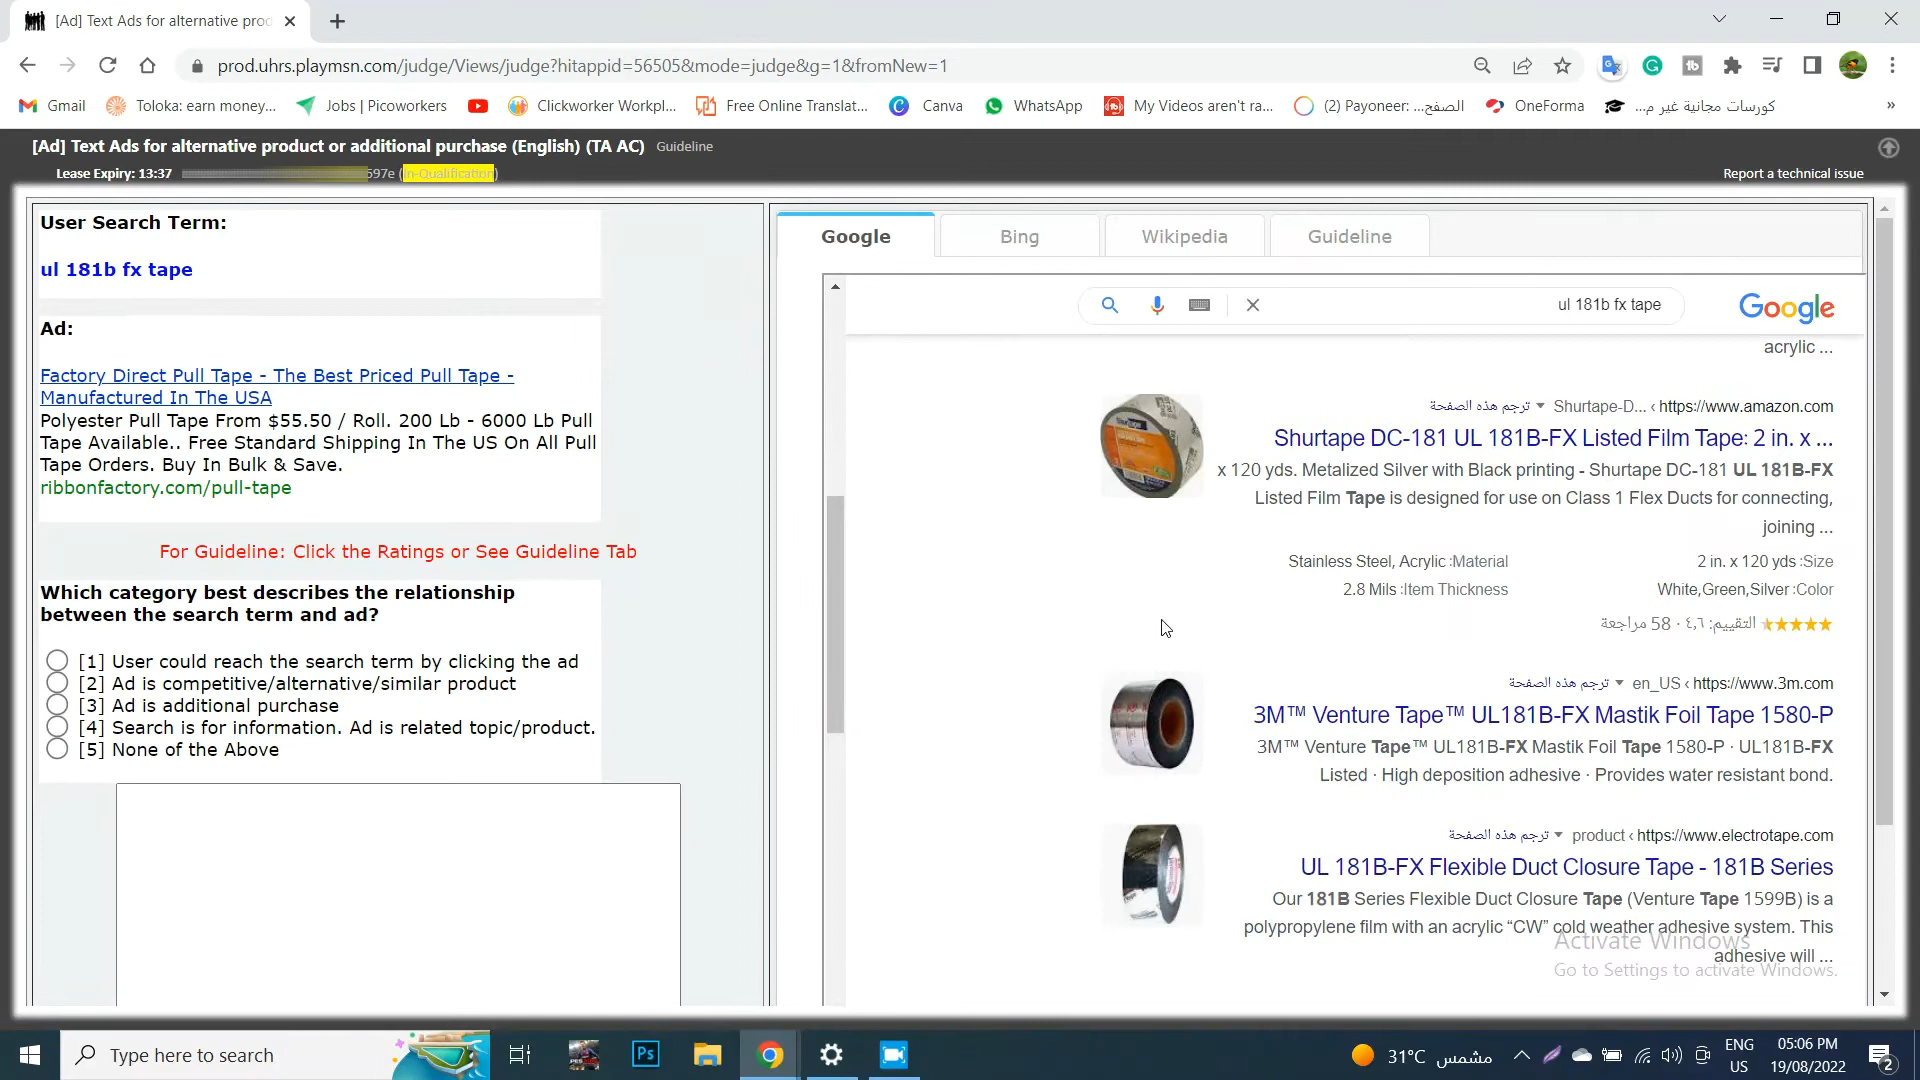 [Ad] Text Ads for alternative prod
prod.uhrs.playmsn.com/judge/Views/judge?hitappid=56505&mode=judge&g=1&fromNew=1
Gmail
Toloka: earn money...
Jobs | Picoworkers
Clickworker Workpl...
Free Online Translat...
Canva
WhatsApp
My Videos aren't ra...
(2) Payoneer: ...الصفح
OneForma
كورسات مجانية غير م...
»
[Ad] Text Ads for alternative product or additional purchase (English) (TA AC) Guideline
Lease Expiry: 13:37
597e (In-Qualification)
Report a technical issue
User Search Term:
ul 181b fx tape
Ad:
Factory Direct Pull Tape - The Best Priced Pull Tape -
Manufactured In The USA
Polyester Pull Tape From $55.50 / Roll. 200 Lb - 6000 Lb Pull
Tape Available.. Free Standard Shipping In The US On All Pull
Tape Orders. Buy In Bulk & Save.
ribbonfactory.com/pull-tape
For Guideline: Click the Ratings or See Guideline Tab
Which category best describes the relationship
between the search term and ad?
[1] User could reach the search term by clicking the ad
[2] Ad is competitive/alternative/similar product
[3] Ad is additional purchase
[4] Search is for information. Ad is related topic/product.
[5] None of the Above
Google
Bing
Wikipedia
Guideline
ul 181b fx tape
Google
acrylic ...
ترجم هذه الصفحة Shurtape-D... ‹ https://www.amazon.com
Shurtape DC-181 UL 181B-FX Listed Film Tape: 2 in. x ...
x 120 yds. Metalized Silver with Black printing - Shurtape DC-181 UL 181B-FX
Listed Film Tape is designed for use on Class 1 Flex Ducts for connecting,
joining ...
Stainless Steel, Acrylic :Material
2 in. x 120 yds :Size
2.8 Mils :Item Thickness
White,Green,Silver :Color
التقييم: ٤,٦ · 58 مراجعة
ترجم هذه الصفحة en_US ‹ https://www.3m.com
3M™ Venture Tape™ UL181B-FX Mastik Foil Tape 1580-P
3M™ Venture Tape™ UL181B-FX Mastik Foil Tape 1580-P · UL181B-FX
Listed · High deposition adhesive · Provides water resistant bond.
ترجم هذه الصفحة product ‹ https://www.electrotape.com
UL 181B-FX Flexible Duct Closure Tape - 181B Series
Our 181B Series Flexible Duct Closure Tape (Venture Tape 1599B) is a
polypropylene film with an acrylic “CW” cold weather adhesive system. This
adhesive will ...
Activate Windows
Go to Settings to activate Windows.
Type here to search
Ps
31°C مشمس
ENG
US
05:06 PM
19/08/2022
2